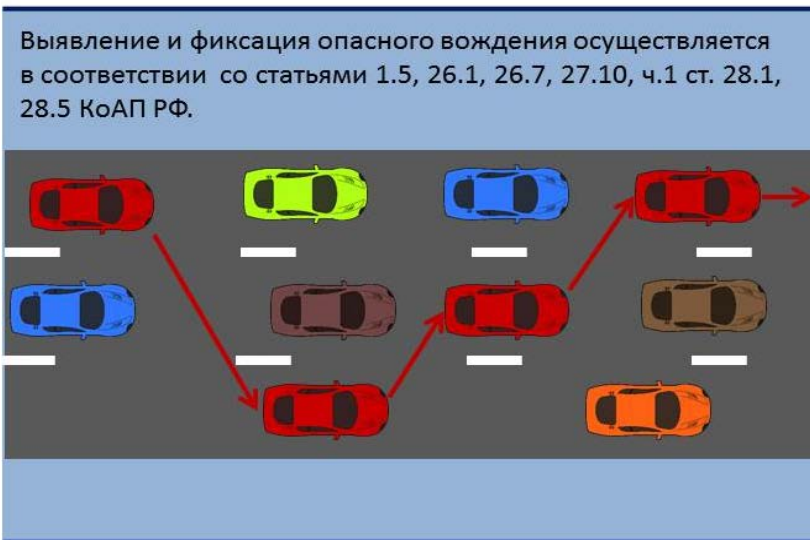 Выявление и фиксация опасного вождения осуществляется
в соответствии  со статьями 1.5, 26.1, 26.7, 27.10, ч.1 ст. 28.1,
28.5 КоАП РФ.